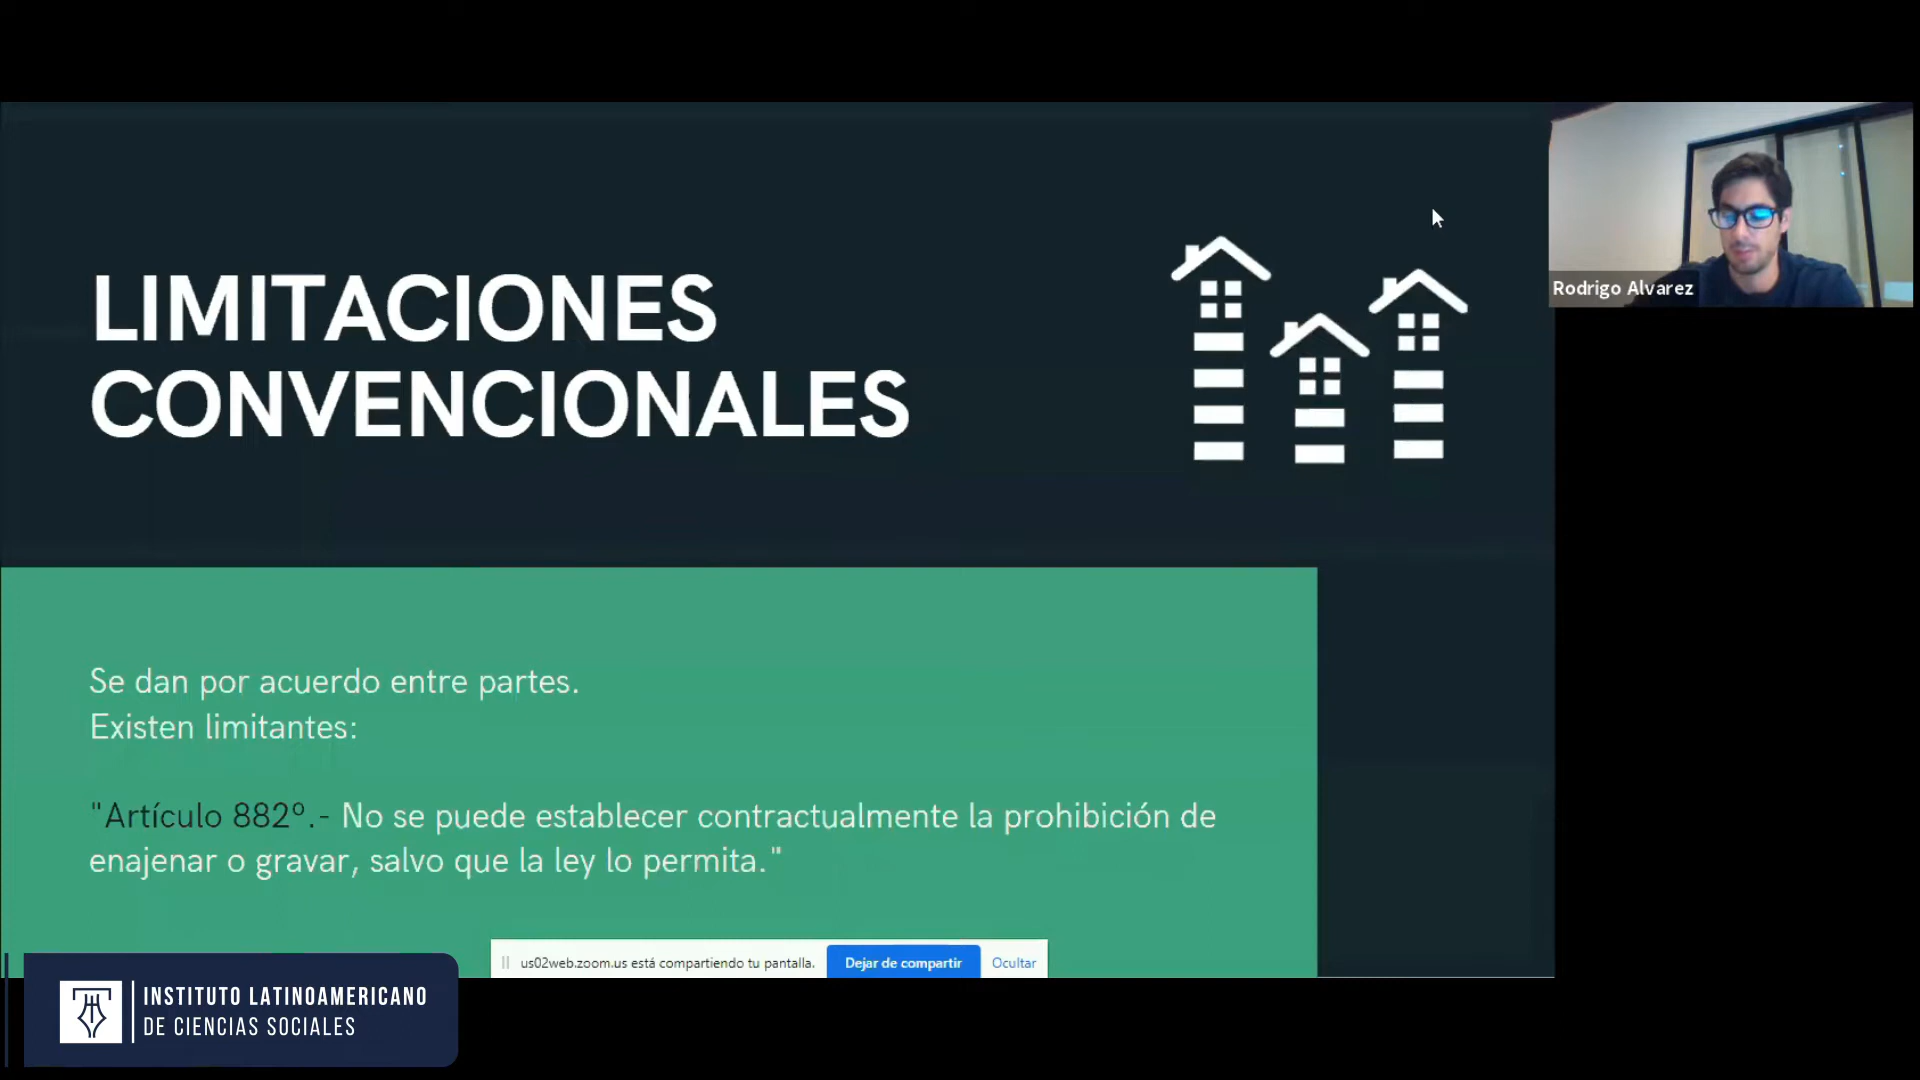 LIMITACIONES
CONVENCIONALES
Rodrigo Alvarez
Se dan por acuerdo entre partes.
Existen limitantes:
"Artículo 882º.- No se puede establecer contractualmente la prohibición de
enajenar o gravar, salvo que la ley lo permita."
us02web.zoom.us está compartiendo tu pantalla. Dejar de compartir Ocultar
INSTITUTO LATINOAMERICANO
DE CIENCIAS SOCIALES